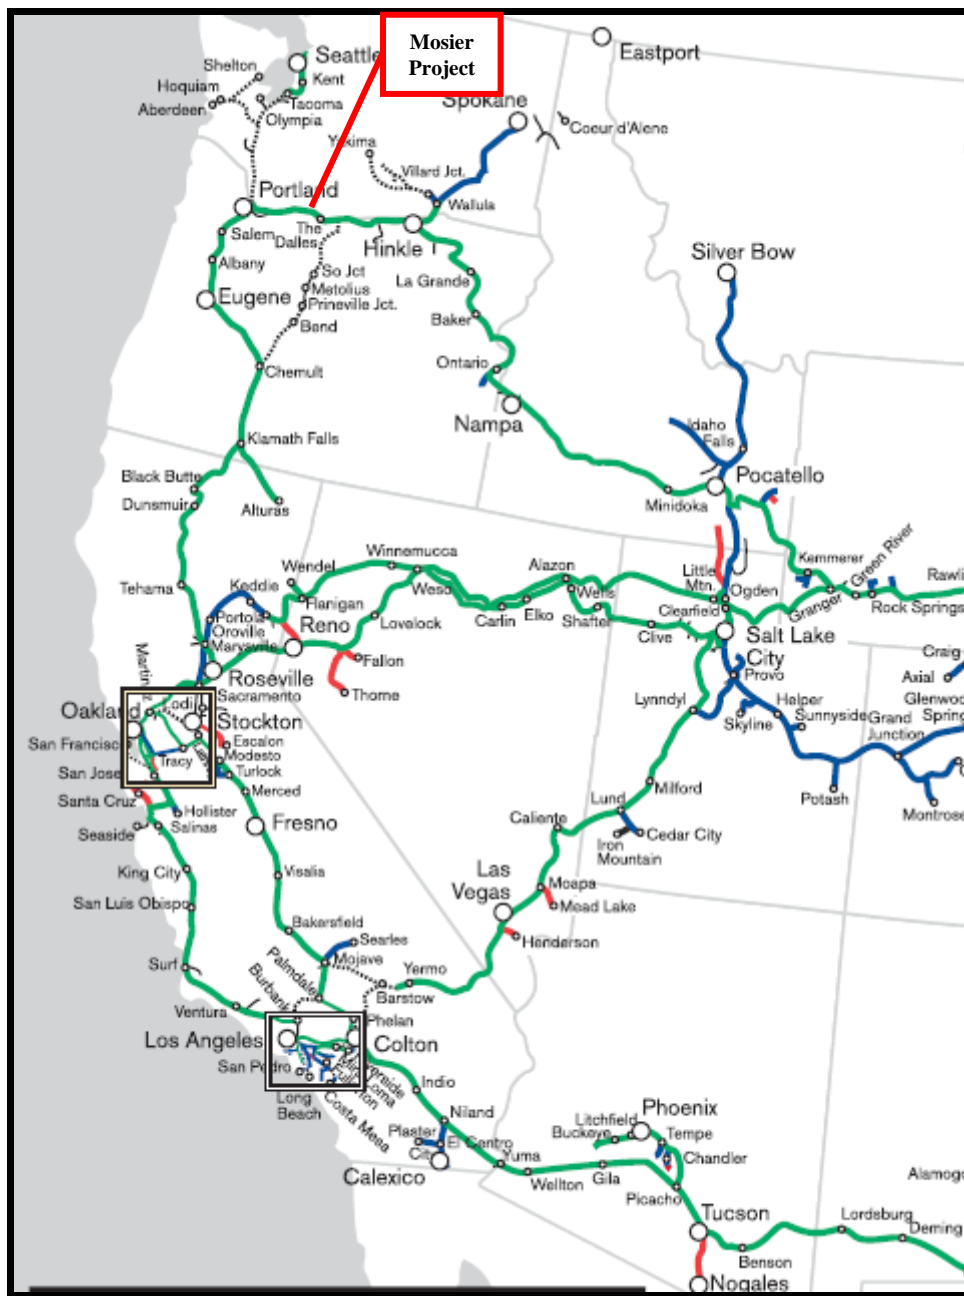 Mosier
Project
Seattle
Eastport
Shelton
Kent
Hoquiam
Tacoma
Aberdeen
Olympia
Spokane
Coeur d'Alene
Yakima
Villard Jct.
Wallula
Portland
The
Dalles
Salem
Hinkle
Albany
So Jct
Metolius
Prineville Jct.
Bend
La Grande
Silver Bow
Eugene
Baker
Ontario
Chemult
Nampa
Idaho
Falls
Klamath Falls
Pocatello
Black Butte
Dunsmuir
Alturas
Minidoka
Winnemucca
Alazon
Wendel
Kemmerer
Green River
Little
Mtn.
Tehama
Keddie
Flanigan
Weso
Wells
Ogden
Granger
Rock Springs
Rawli
Portola
Oroville
Marysville
Reno
Lovelock
Carlin
Elko
Shafter
Clearfield
Clive
Salt Lake
City
Fallon
Thorne
Roseville
Sacramento
Provo
Craig
Axial
Glenwood
Spring
Lynndyl
Helper
Skyline
Sunnyside
Grand
Junction
Lodi
Oakland
Stockton
San Francisco
Escalon
Modesto
Tracy
Turlock
San Jose
Merced
Santa Cruz
Hollister
Seaside
Salinas
Fresno
Milford
Lund
Potash
Montrose
Caliente
Cedar City
Iron
Mountain
King City
Visalia
Las
Vegas
Moapa
Mead Lake
San Luis Obispo
Bakersfield
Searles
Henderson
Mojave
Surf
Palmdale
Yermo
Barstow
Burbank
Ventura
Phelan
Los Angeles
Colton
San Pedro
Long
Beach
Costa Mesa
Indio
Niland
Plaster
City
El Centro
Calexico
Yuma
Wellton
Gila
Phoenix
Litchfield
Buckeye
Tempe
Chandler
Picacho
Alamogo
Tucson
Lordsburg
Deming
Benson
Nogales